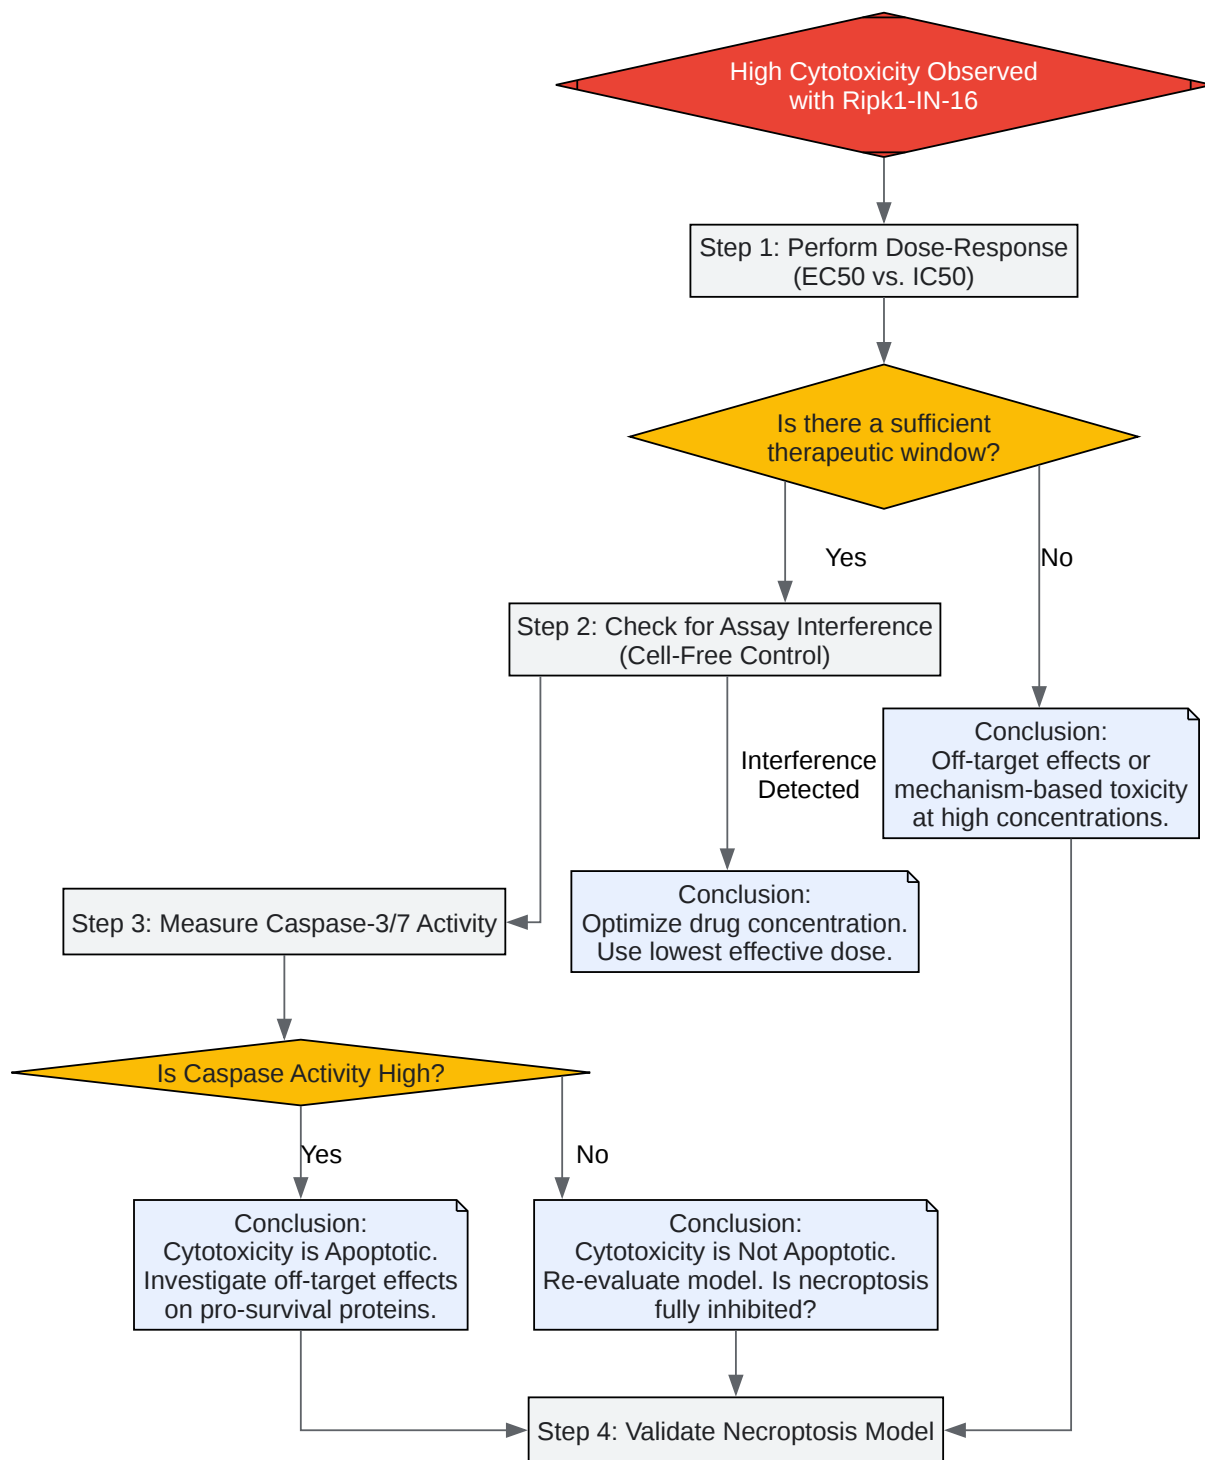 High Cytotoxicity Observed
with Ripk1-IN-16
Step 1: Perform Dose-Response
(EC50 vs. IC50)
Is there a sufficient
therapeutic window?
Yes
No
Step 2: Check for Assay Interference
(Cell-Free Control)
Interference
Detected
Conclusion:
Off-target effects or
mechanism-based toxicity
at high concentrations.
Conclusion:
Optimize drug concentration.
Use lowest effective dose.
Step 3: Measure Caspase-3/7 Activity
Is Caspase Activity High?
Yes
No
Conclusion:
Cytotoxicity is Apoptotic.
Investigate off-target effects
on pro-survival proteins.
Conclusion:
Cytotoxicity is Not Apoptotic.
Re-evaluate model. Is necroptosis
fully inhibited?
Step 4: Validate Necroptosis Model